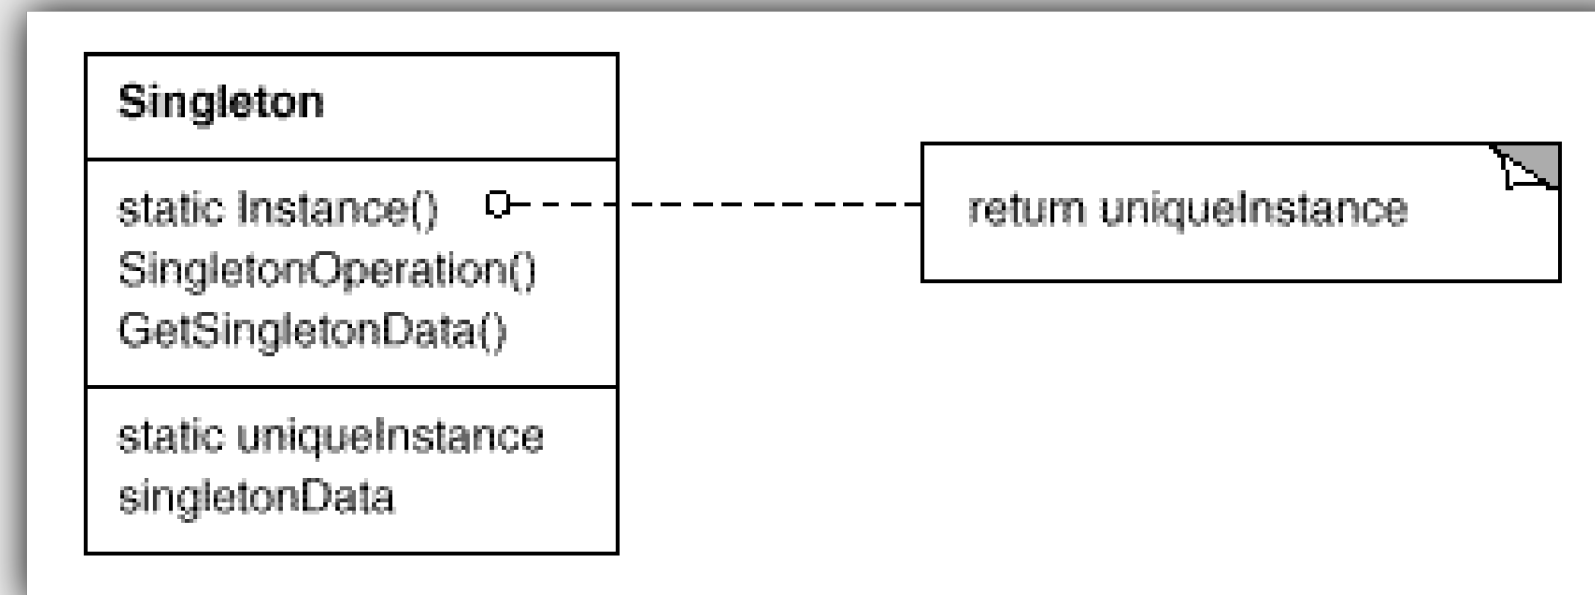 Singleton
static Instance()
return uniqueInstance
SingletonOperation()
GetSingletonData()
static uniqueInstance
singletonData